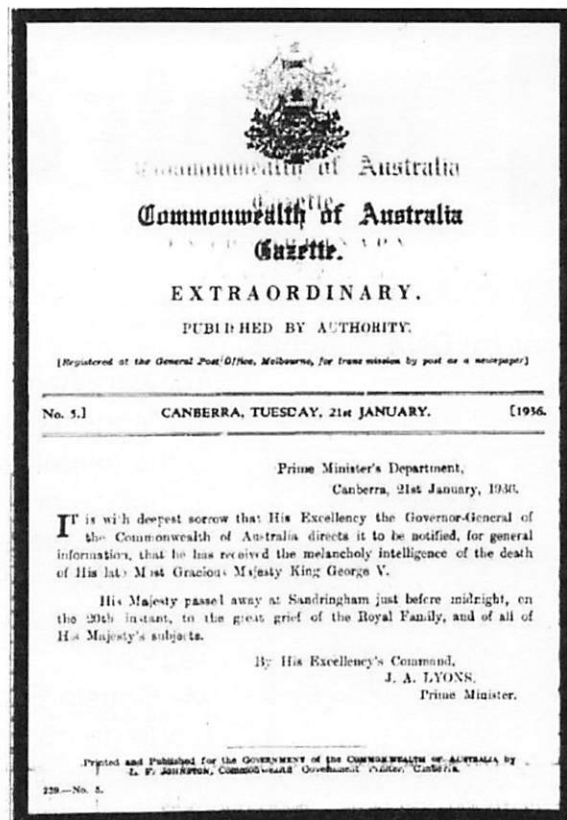 Commonwealth of Australia
Gazette
Commonwealth of Australia
Gazette.
EXTRAORDINARY.
PUBLISHED BY AUTHORITY.
[Registered at the General Post Office, Melbourne, for transmission by post as a newspaper]
No. 5.] CANBERRA, TUESDAY, 21st JANUARY. [1936.
Prime Minister's Department,
Canberra, 21st January, 1936.
IT is with deepest sorrow that His Excellency the Governor-General of
the Commonwealth of Australia directs it to be notified, for general
information, that he has received the melancholy intelligence of the death
of His late Most Gracious Majesty King George V.
His Majesty passed away at Sandringham just before midnight, on
the 20th instant, to the great grief of the Royal Family, and of all of
His Majesty's subjects.
By His Excellency's Command,
J. A. LYONS,
Prime Minister.
Printed and Published for the GOVERNMENT of the COMMONWEALTH OF AUSTRALIA by
L. F. JOHNSTON, Commonwealth Government Printer, Canberra.
No. 5.